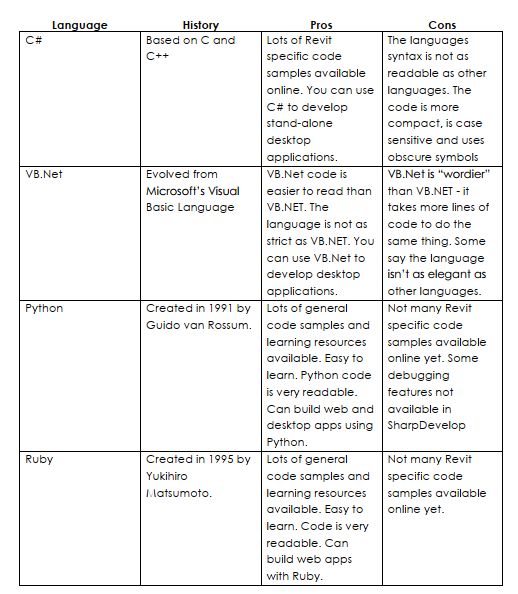 Language
History
Pros
Cons
C#
Based on C and
C++
Lots of Revit
specific code
samples available
online. You can use
C# to develop
stand-alone
desktop
applications.
The languages
syntax is not as
readable as other
languages. The
code is more
compact, is case
sensitive and uses
obscure symbols
VB.Net
Evolved from
Microsoft's Visual
Basic Language
VB.Net code is
easier to read than
VB.NET. The
language is not as
strict as VB.NET. You
can use VB.Net to
develop desktop
applications.
VB.Net is "wordier"
than VB.NET - it
takes more lines of
code to do the
same thing. Some
say the language
isn't as elegant as
other languages.
Python
Created in 1991 by
Guido van Rossum.
Lots of general
code samples and
learning resources
available. Easy to
learn. Python code
is very readable.
Can build web and
desktop apps using
Python.
Not many Revit
specific code
samples available
online yet. Some
debugging
features not
available in
SharpDevelop
Ruby
Created in 1995 by
Yukihiro
Matsumoto.
Lots of general
code samples and
learning resources
available. Easy to
learn. Code is very
readable. Can
build web apps
with Ruby.
Not many Revit
specific code
samples available
online yet.